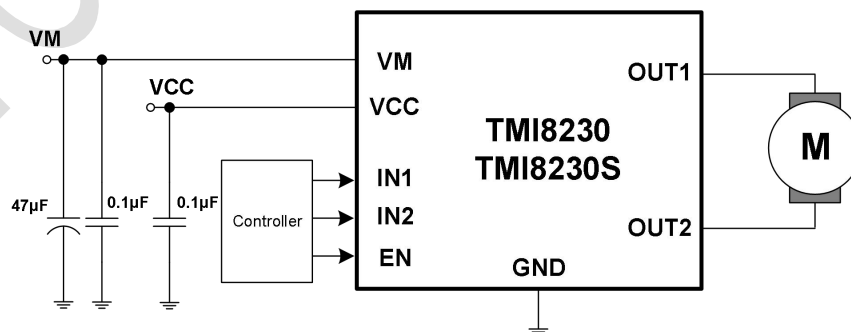 VM
VCC
47µF
0.1µF
0.1µF
Controller
VM
VCC
IN1
IN2
EN
TMI8230
TMI8230S
GND
OUT1
OUT2
M